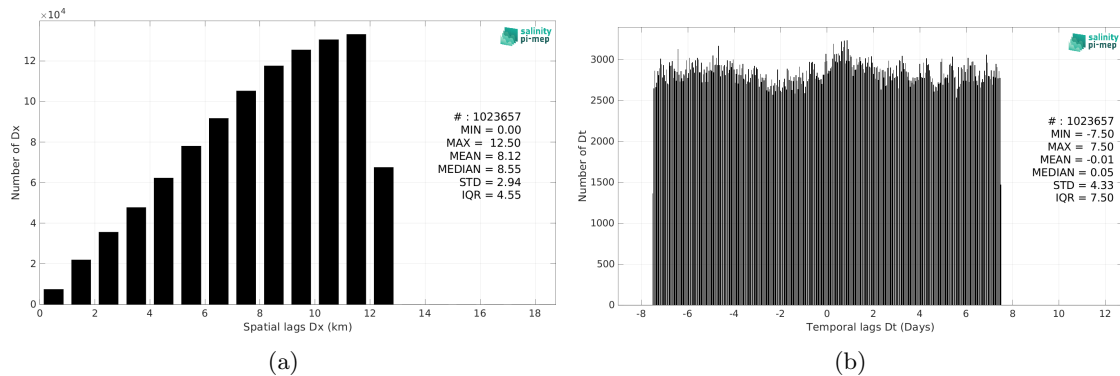 ×10⁴
salinity
pi-mep
12
10
8
6
4
2
0
Number of Dx
# : 1023657
MIN = 0.00
MAX = 12.50
MEAN = 8.12
MEDIAN = 8.55
STD = 2.94
IQR = 4.55
0 2 4 6 8 10 12 14 16 18
Spatial lags Dx (km)
(a)
salinity
pi-mep
3000
2500
2000
1500
1000
500
0
Number of Dt
# : 1023657
MIN = -7.50
MAX = 7.50
MEAN = -0.01
MEDIAN = 0.05
STD = 4.33
IQR = 7.50
-8 -6 -4 -2 0 2 4 6 8 10 12
Temporal lags Dt (Days)
(b)